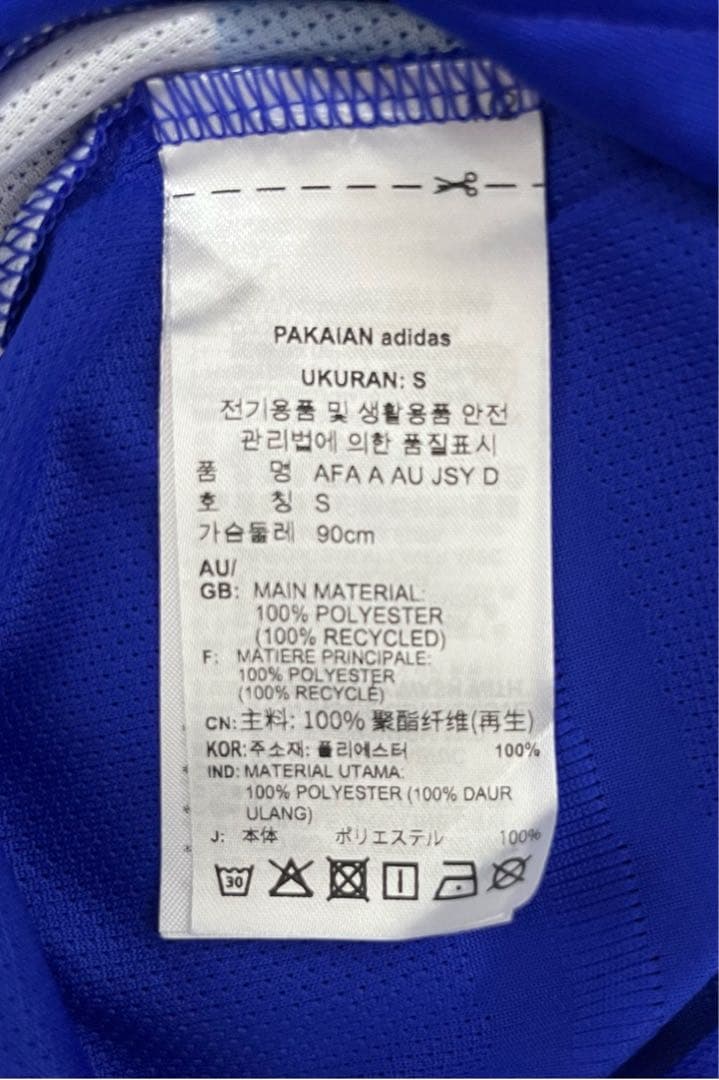 PAKAIAN adidas
UKURAN: S
전기용품 및 생활용품 안전
관리법에 의한 품질표시
품 명 AFA A AU JSY D
호 칭 S
가슴둘레 90cm
AU/
GB: MAIN MATERIAL:
100% POLYESTER
(100% RECYCLED)
F: MATIERE PRINCIPALE:
100% POLYESTER
(100% RECYCLÉ)
CN:主料: 100% 聚酯纤维(再生)
KOR:주소재: 폴리에스터 100%
IND: MATERIAL UTAMA:
100% POLYESTER (100% DAUR
ULANG)
J: 本体 ポリエステル 100%
30